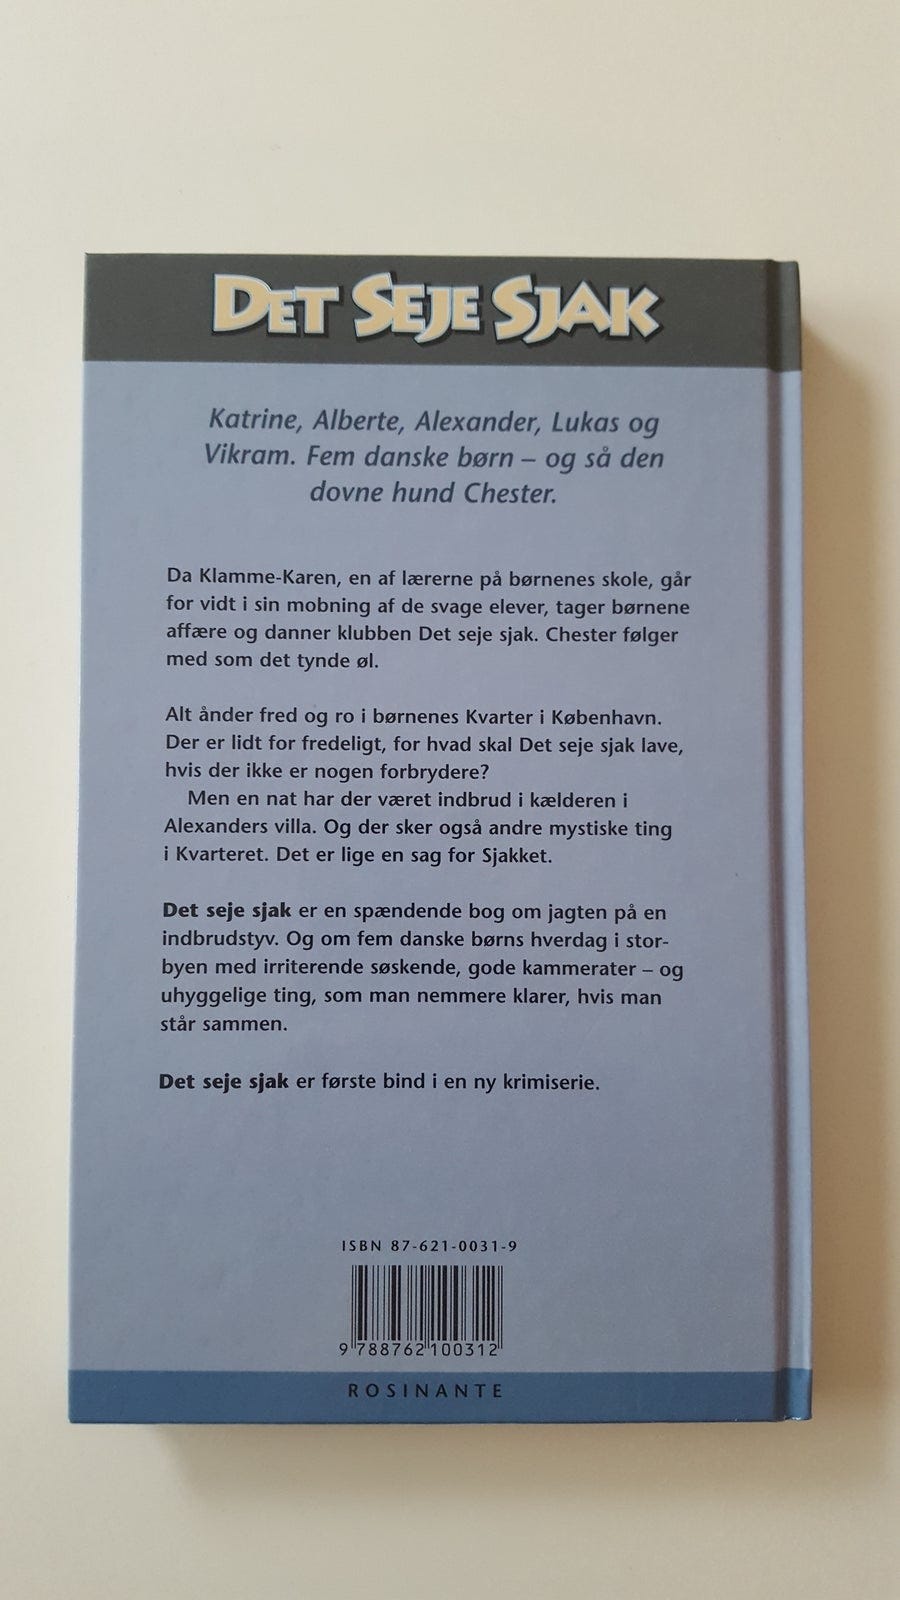 DET SEJE SJAK
Katrine, Alberte, Alexander, Lukas og
Vikram. Fem danske børn – og så den
dovne hund Chester.
Da Klamme-Karen, en af lærerne på børnenes skole, går
for vidt i sin mobning af de svage elever, tager børnene
affære og danner klubben Det seje sjak. Chester følger
med som det tynde øl.
Alt ånder fred og ro i børnenes Kvarter i København.
Der er lidt for fredeligt, for hvad skal Det seje sjak lave,
hvis der ikke er nogen forbrydere?
Men en nat har der været indbrud i kælderen i
Alexanders villa. Og der sker også andre mystiske ting
i Kvarteret. Det er lige en sag for Sjakket.
Det seje sjak er en spændende bog om jagten på en
indbrudstyv. Og om fem danske børns hverdag i stor-
byen med irriterende søskende, gode kammerater – og
uhyggelige ting, som man nemmere klarer, hvis man
står sammen.
Det seje sjak er første bind i en ny krimiserie.
ISBN 87-621-0031-9
9 788762 100312
ROSINANTE